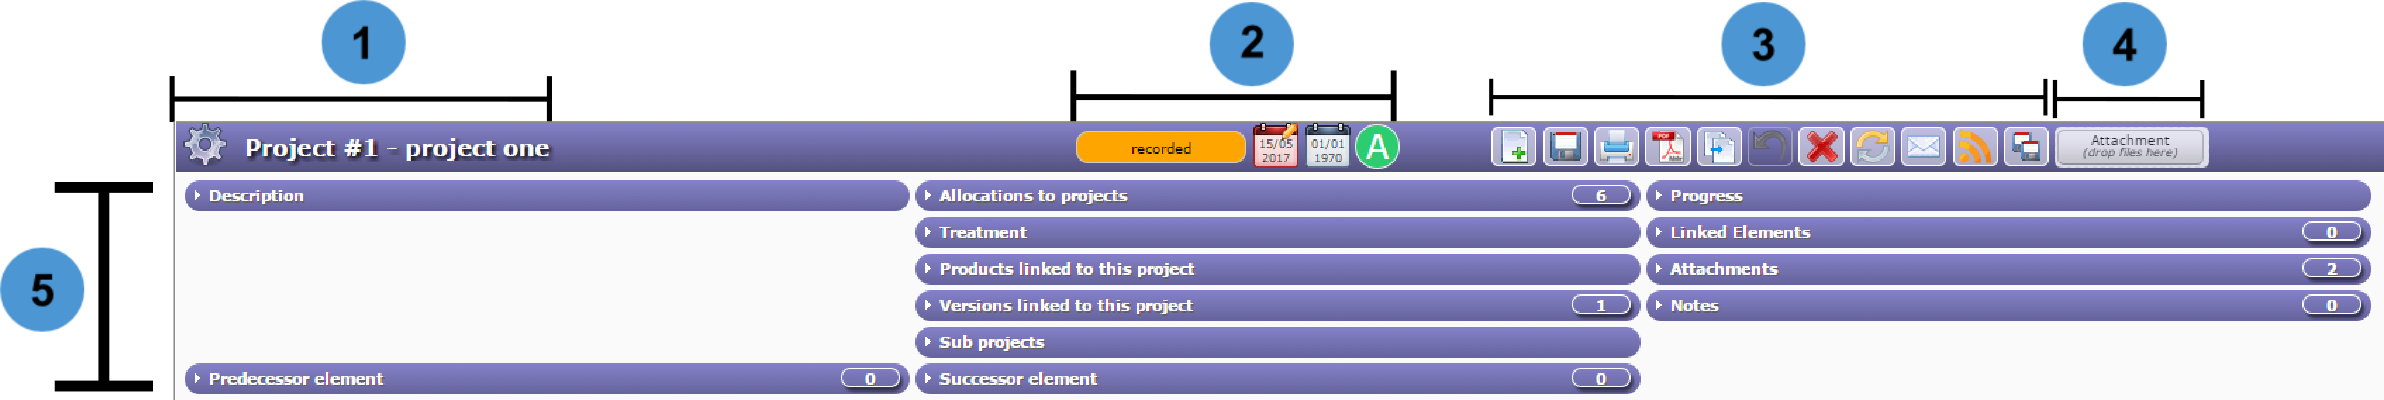 1
2
3
4
Project #1 - project one
recorded
15/05
2017
01/01
1970
A
PDF
Attachment
(drop files here)
5
Description
Allocations to projects 6
Progress
Treatment
Linked Elements 0
Products linked to this project
Attachments 2
Versions linked to this project 1
Notes 0
Sub projects
Predecessor element 0
Successor element 0